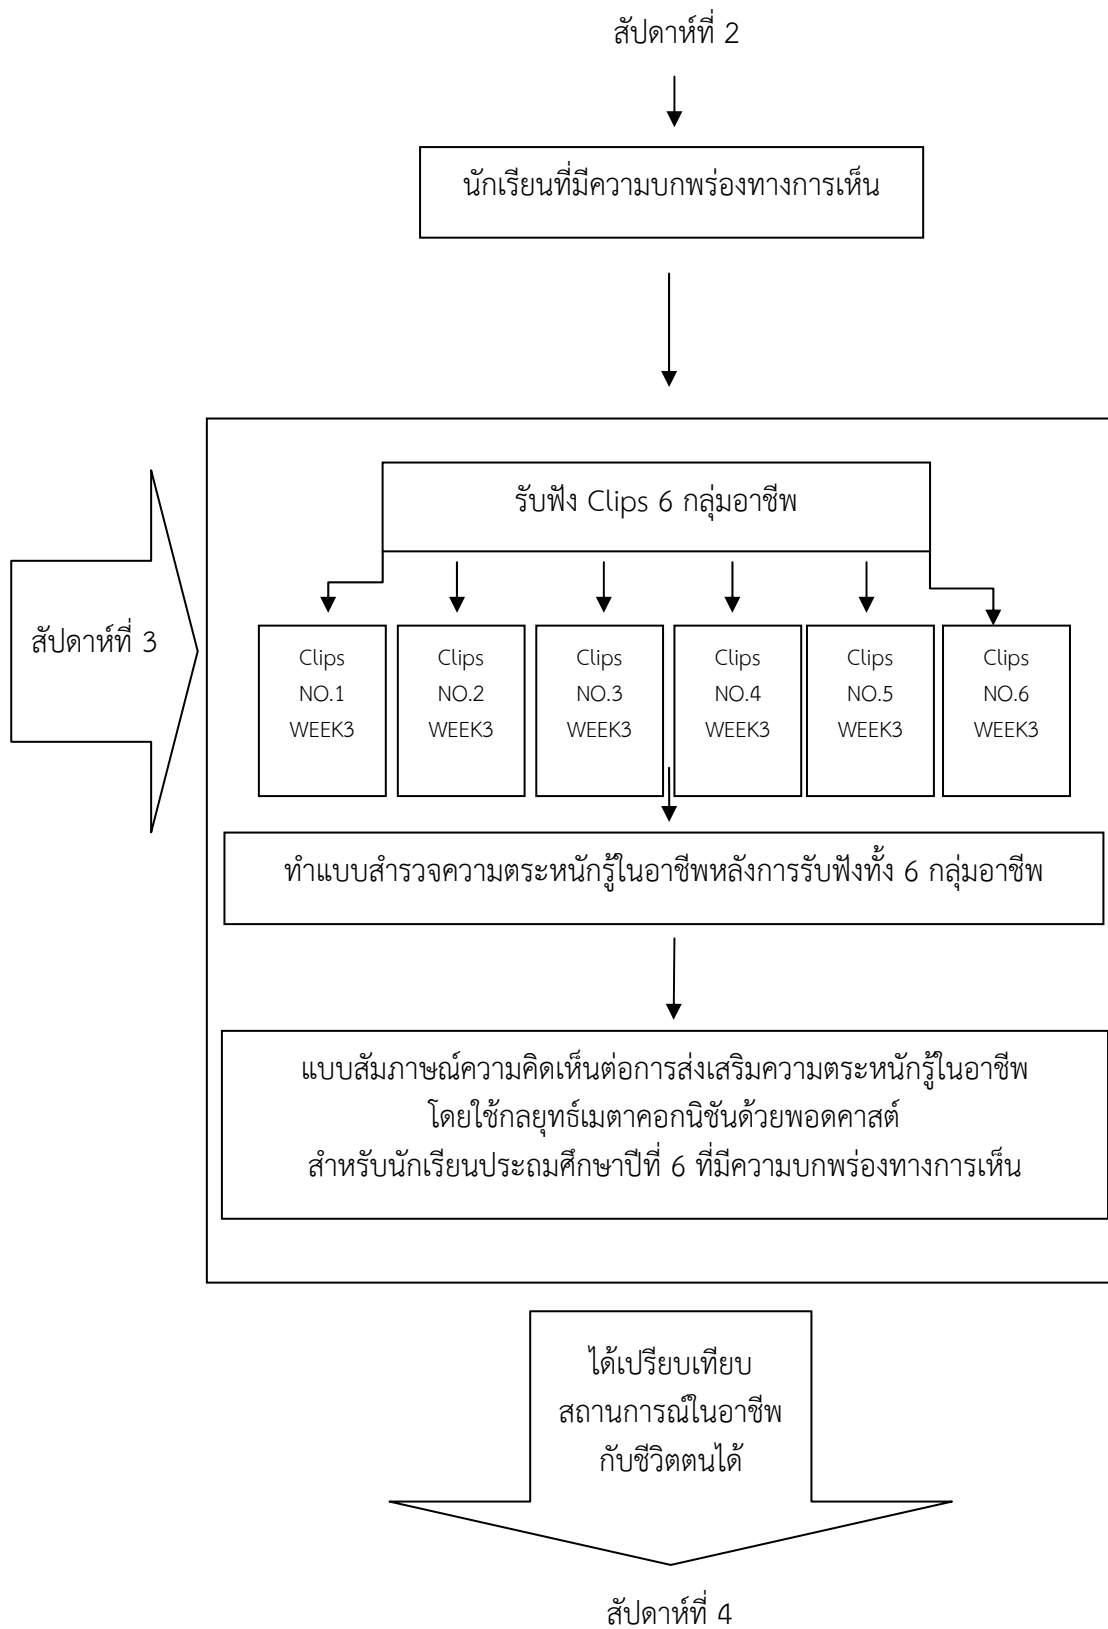 สัปดาห์ที่ 2
นักเรียนที่มีความบกพร่องทางการเห็น
รับฟัง Clips 6 กลุ่มอาชีพ
สัปดาห์ที่ 3
Clips
NO.1
WEEK3
Clips
NO.2
WEEK3
Clips
NO.3
WEEK3
Clips
NO.4
WEEK3
Clips
NO.5
WEEK3
Clips
NO.6
WEEK3
ทำแบบสำรวจความตระหนักรู้ในอาชีพหลังการรับฟังทั้ง 6 กลุ่มอาชีพ
แบบสัมภาษณ์ความคิดเห็นต่อการส่งเสริมความตระหนักรู้ในอาชีพ
โดยใช้กลยุทธ์เมตาคอกนิชันด้วยพอดคาสต์
สำหรับนักเรียนประถมศึกษาปีที่ 6 ที่มีความบกพร่องทางการเห็น
ได้เปรียบเทียบ
สถานการณ์ในอาชีพ
กับชีวิตตนได้
สัปดาห์ที่ 4